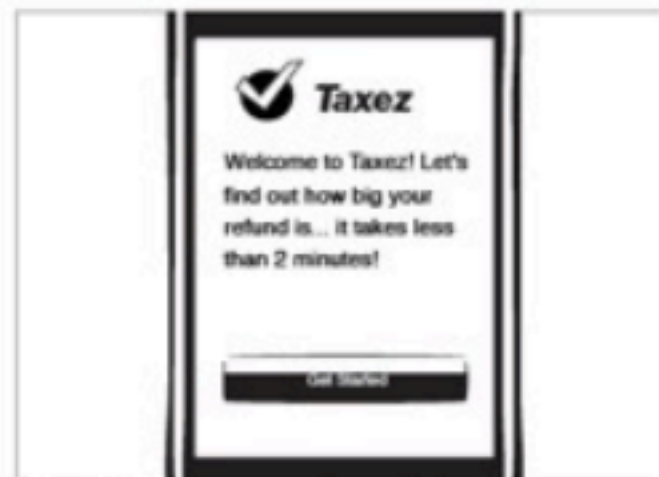 Taxez
Welcome to Taxez! Let's
find out how big your
refund is... it takes less
than 2 minutes!
Get Started